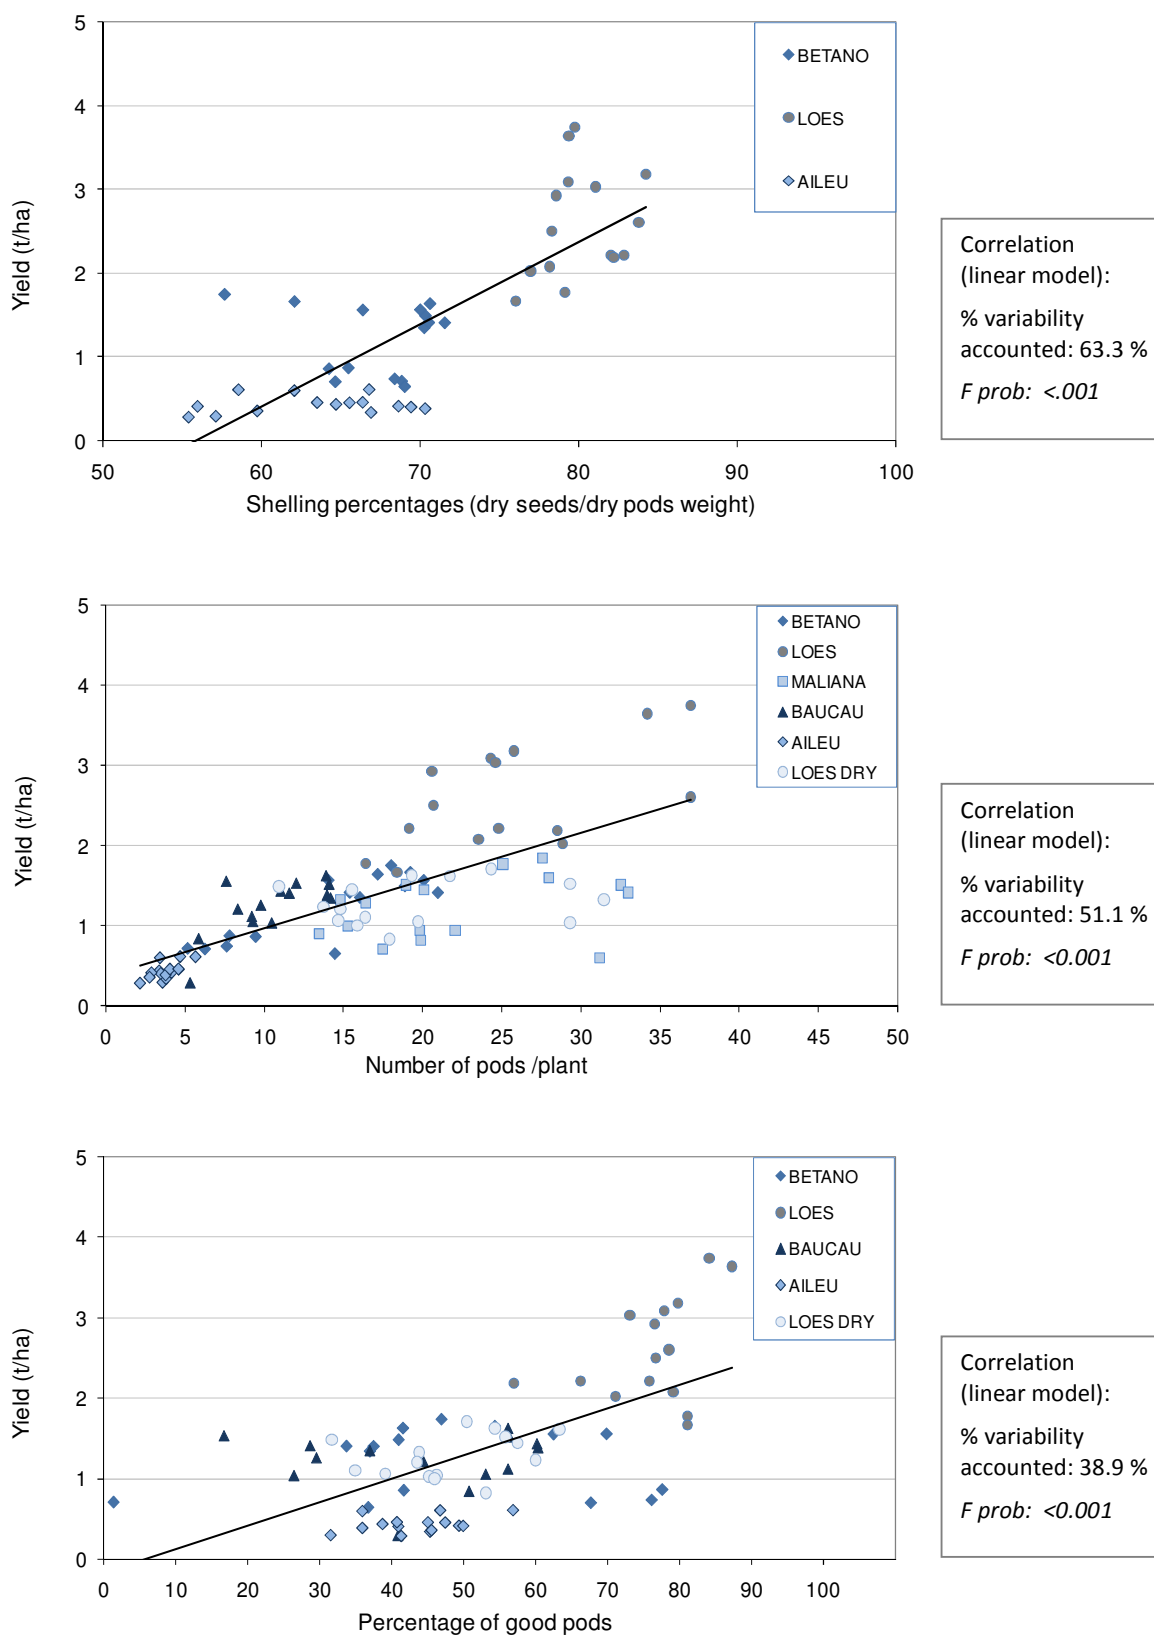 5
4
3
2
1
0
Yield (t/ha)
50 60 70 80 90 100
Shelling percentages (dry seeds/dry pods weight)
BETANO
LOES
AILEU
Correlation
(linear model):
% variability
accounted: 63.3 %
F prob: <.001
5
4
3
2
1
0
Yield (t/ha)
0 5 10 15 20 25 30 35 40 45 50
Number of pods /plant
BETANO
LOES
MALIANA
BAUCAU
AILEU
LOES DRY
Correlation
(linear model):
% variability
accounted: 51.1 %
F prob: <0.001
5
4
3
2
1
0
Yield (t/ha)
0 10 20 30 40 50 60 70 80 90 100
Percentage of good pods
BETANO
LOES
BAUCAU
AILEU
LOES DRY
Correlation
(linear model):
% variability
accounted: 38.9 %
F prob: <0.001